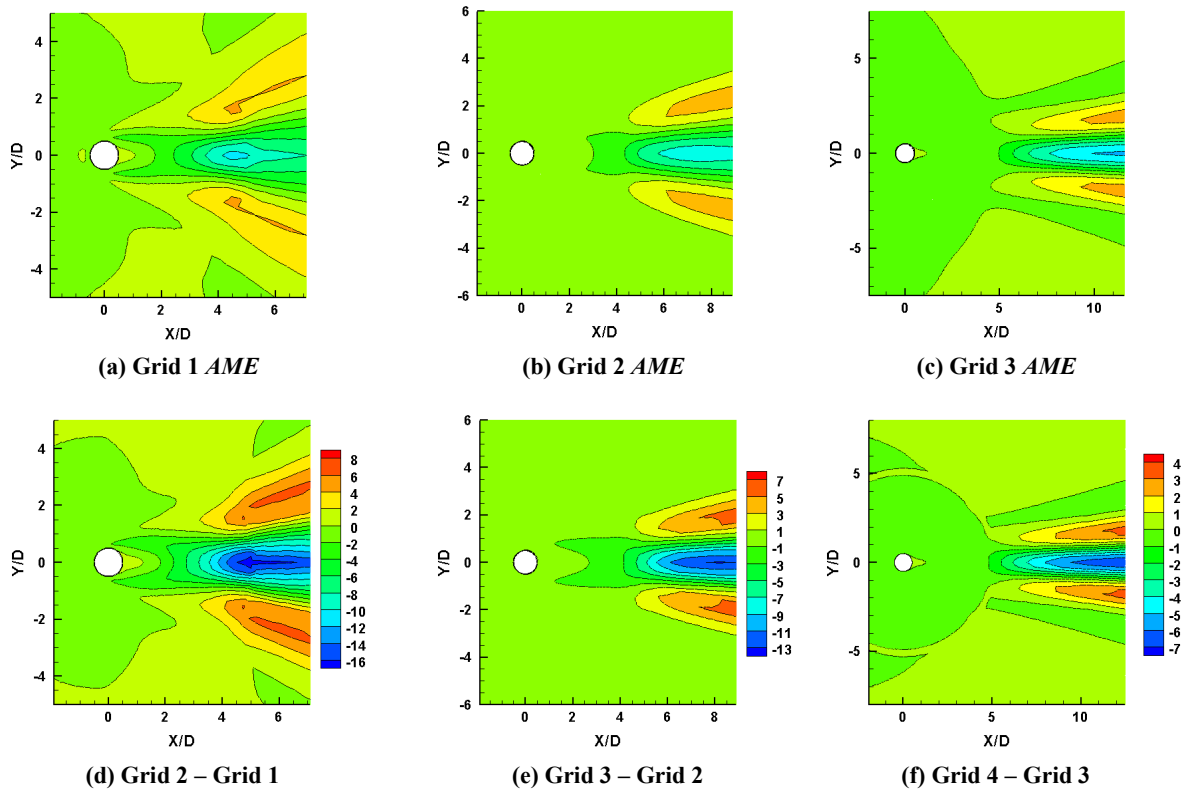 4
2
0
-2
-4
Y/D
0 2 4 6
X/D
(a) Grid 1 AME
6
4
2
0
-2
-4
-6
Y/D
0 2 4 6 8
X/D
(b) Grid 2 AME
5
0
-5
Y/D
0 5 10
X/D
(c) Grid 3 AME
4
2
0
-2
-4
Y/D
0 2 4 6
X/D
8
6
4
2
0
-2
-4
-6
-8
-10
-12
-14
-16
(d) Grid 2 – Grid 1
6
4
2
0
-2
-4
-6
Y/D
0 2 4 6 8
X/D
7
5
3
1
-1
-3
-5
-7
-9
-11
-13
(e) Grid 3 – Grid 2
5
0
-5
Y/D
0 5 10
X/D
4
3
2
1
0
-1
-2
-3
-4
-5
-6
-7
(f) Grid 4 – Grid 3